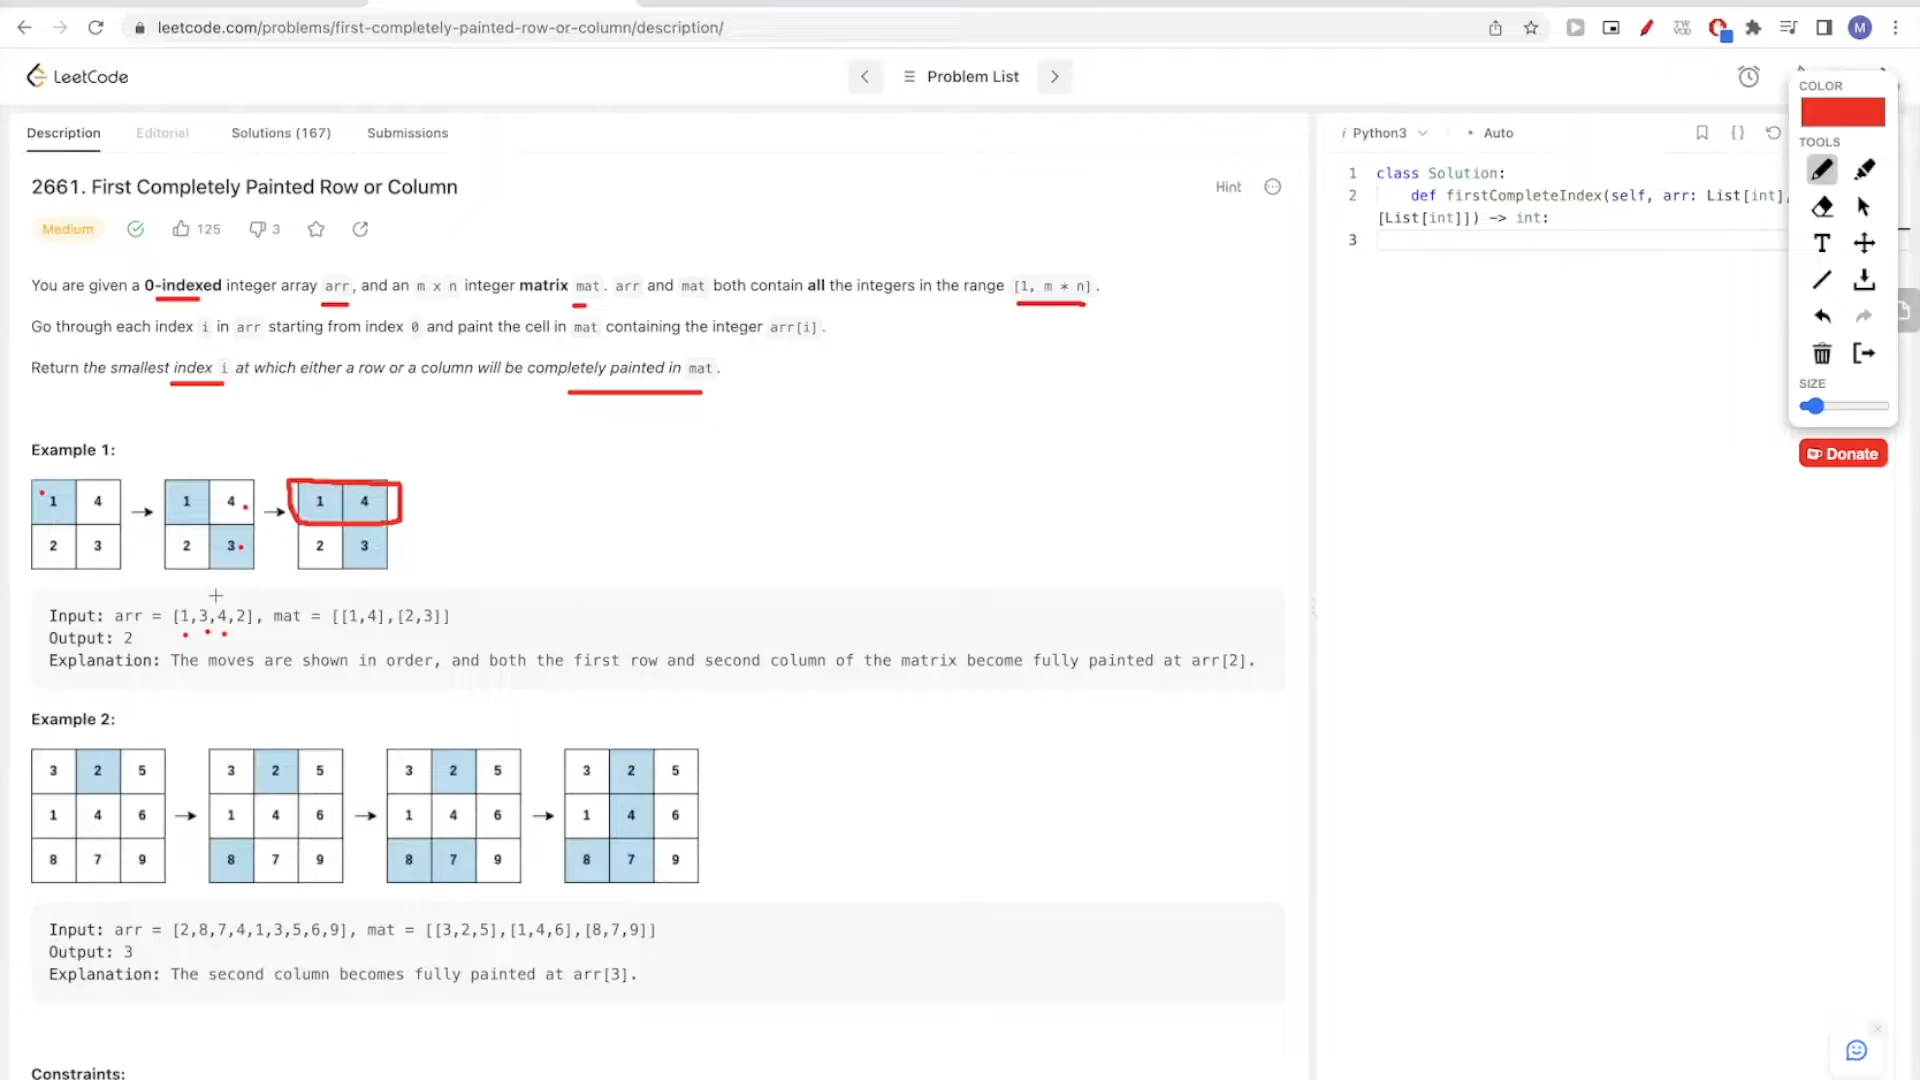 leetcode.com/problems/first-completely-painted-row-or-column/description/
M
LeetCode
Problem List
Description
Editorial
Solutions (167)
Submissions
2661. First Completely Painted Row or Column
Hint
Medium
125
3
You are given a 0-indexed integer array arr, and an m x n integer matrix mat. arr and mat both contain all the integers in the range [1, m * n].
Go through each index i in arr starting from index 0 and paint the cell in mat containing the integer arr[i].
Return the smallest index i at which either a row or a column will be completely painted in mat.
Example 1:
1 4 1 4 1 4
2 3 2 3 2 3
Input: arr = [1,3,4,2], mat = [[1,4],[2,3]]
Output: 2
Explanation: The moves are shown in order, and both the first row and second column of the matrix become fully painted at arr[2].
Example 2:
3 2 5 3 2 5 3 2 5 3 2 5
1 4 6 1 4 6 1 4 6 1 4 6
8 7 9 8 7 9 8 7 9 8 7 9
Input: arr = [2,8,7,4,1,3,5,6,9], mat = [[3,2,5],[1,4,6],[8,7,9]]
Output: 3
Explanation: The second column becomes fully painted at arr[3].
Constraints:
i Python3
• Auto
{}
1 class Solution:
2 def firstCompleteIndex(self, arr: List[int],
[List[int]]) -> int:
3
COLOR
TOOLS
T
SIZE
Donate